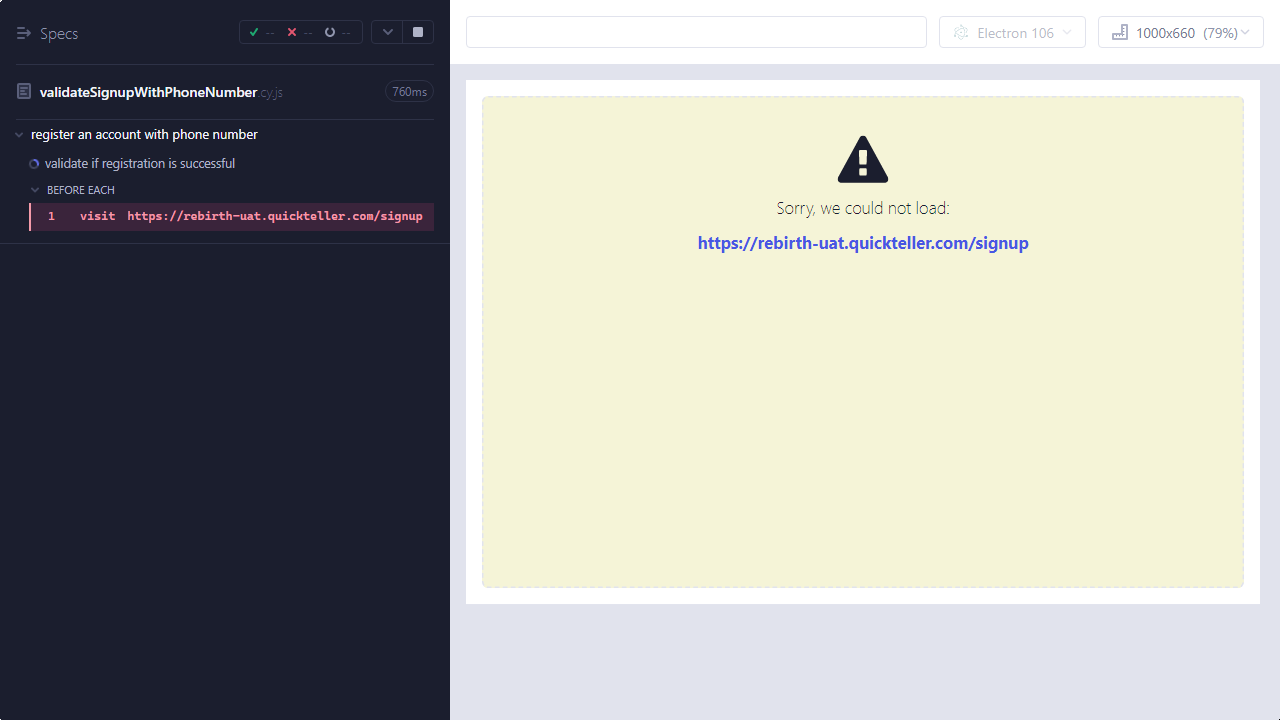 Specs
-- -- --
validateSignupWithPhoneNumber.cy.js
760ms
register an account with phone number
validate if registration is successful
BEFORE EACH
1 visit https://rebirth-uat.quickteller.com/signup
Electron 106
1000x660 (79%)
Sorry, we could not load:
https://rebirth-uat.quickteller.com/signup